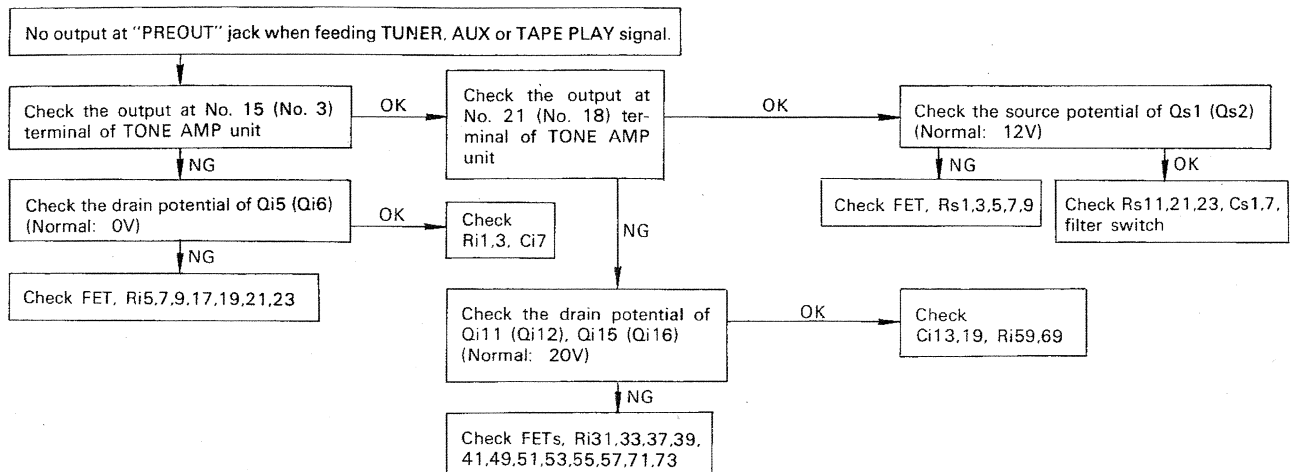 No output at "PREOUT" jack when feeding TUNER, AUX or TAPE PLAY signal.
Check the output at No. 15 (No. 3)
terminal of TONE AMP unit
OK
Check the output at
No. 21 (No. 18) ter-
minal of TONE AMP
unit
OK
Check the source potential of Qs1 (Qs2)
(Normal: 12V)
NG
Check the drain potential of Qi5 (Qi6)
(Normal: 0V)
OK
Check
Ri1,3, Ci7
NG
Check FET, Ri5,7,9,17,19,21,23
NG
Check FET, Rs1,3,5,7,9
OK
Check Rs11,21,23, Cs1,7,
filter switch
NG
Check the drain potential of
Qi11 (Qi12), Qi15 (Qi16)
(Normal: 20V)
OK
Check
Ci13,19, Ri59,69
NG
Check FETs, Ri31,33,37,39,
41,49,51,53,55,57,71,73